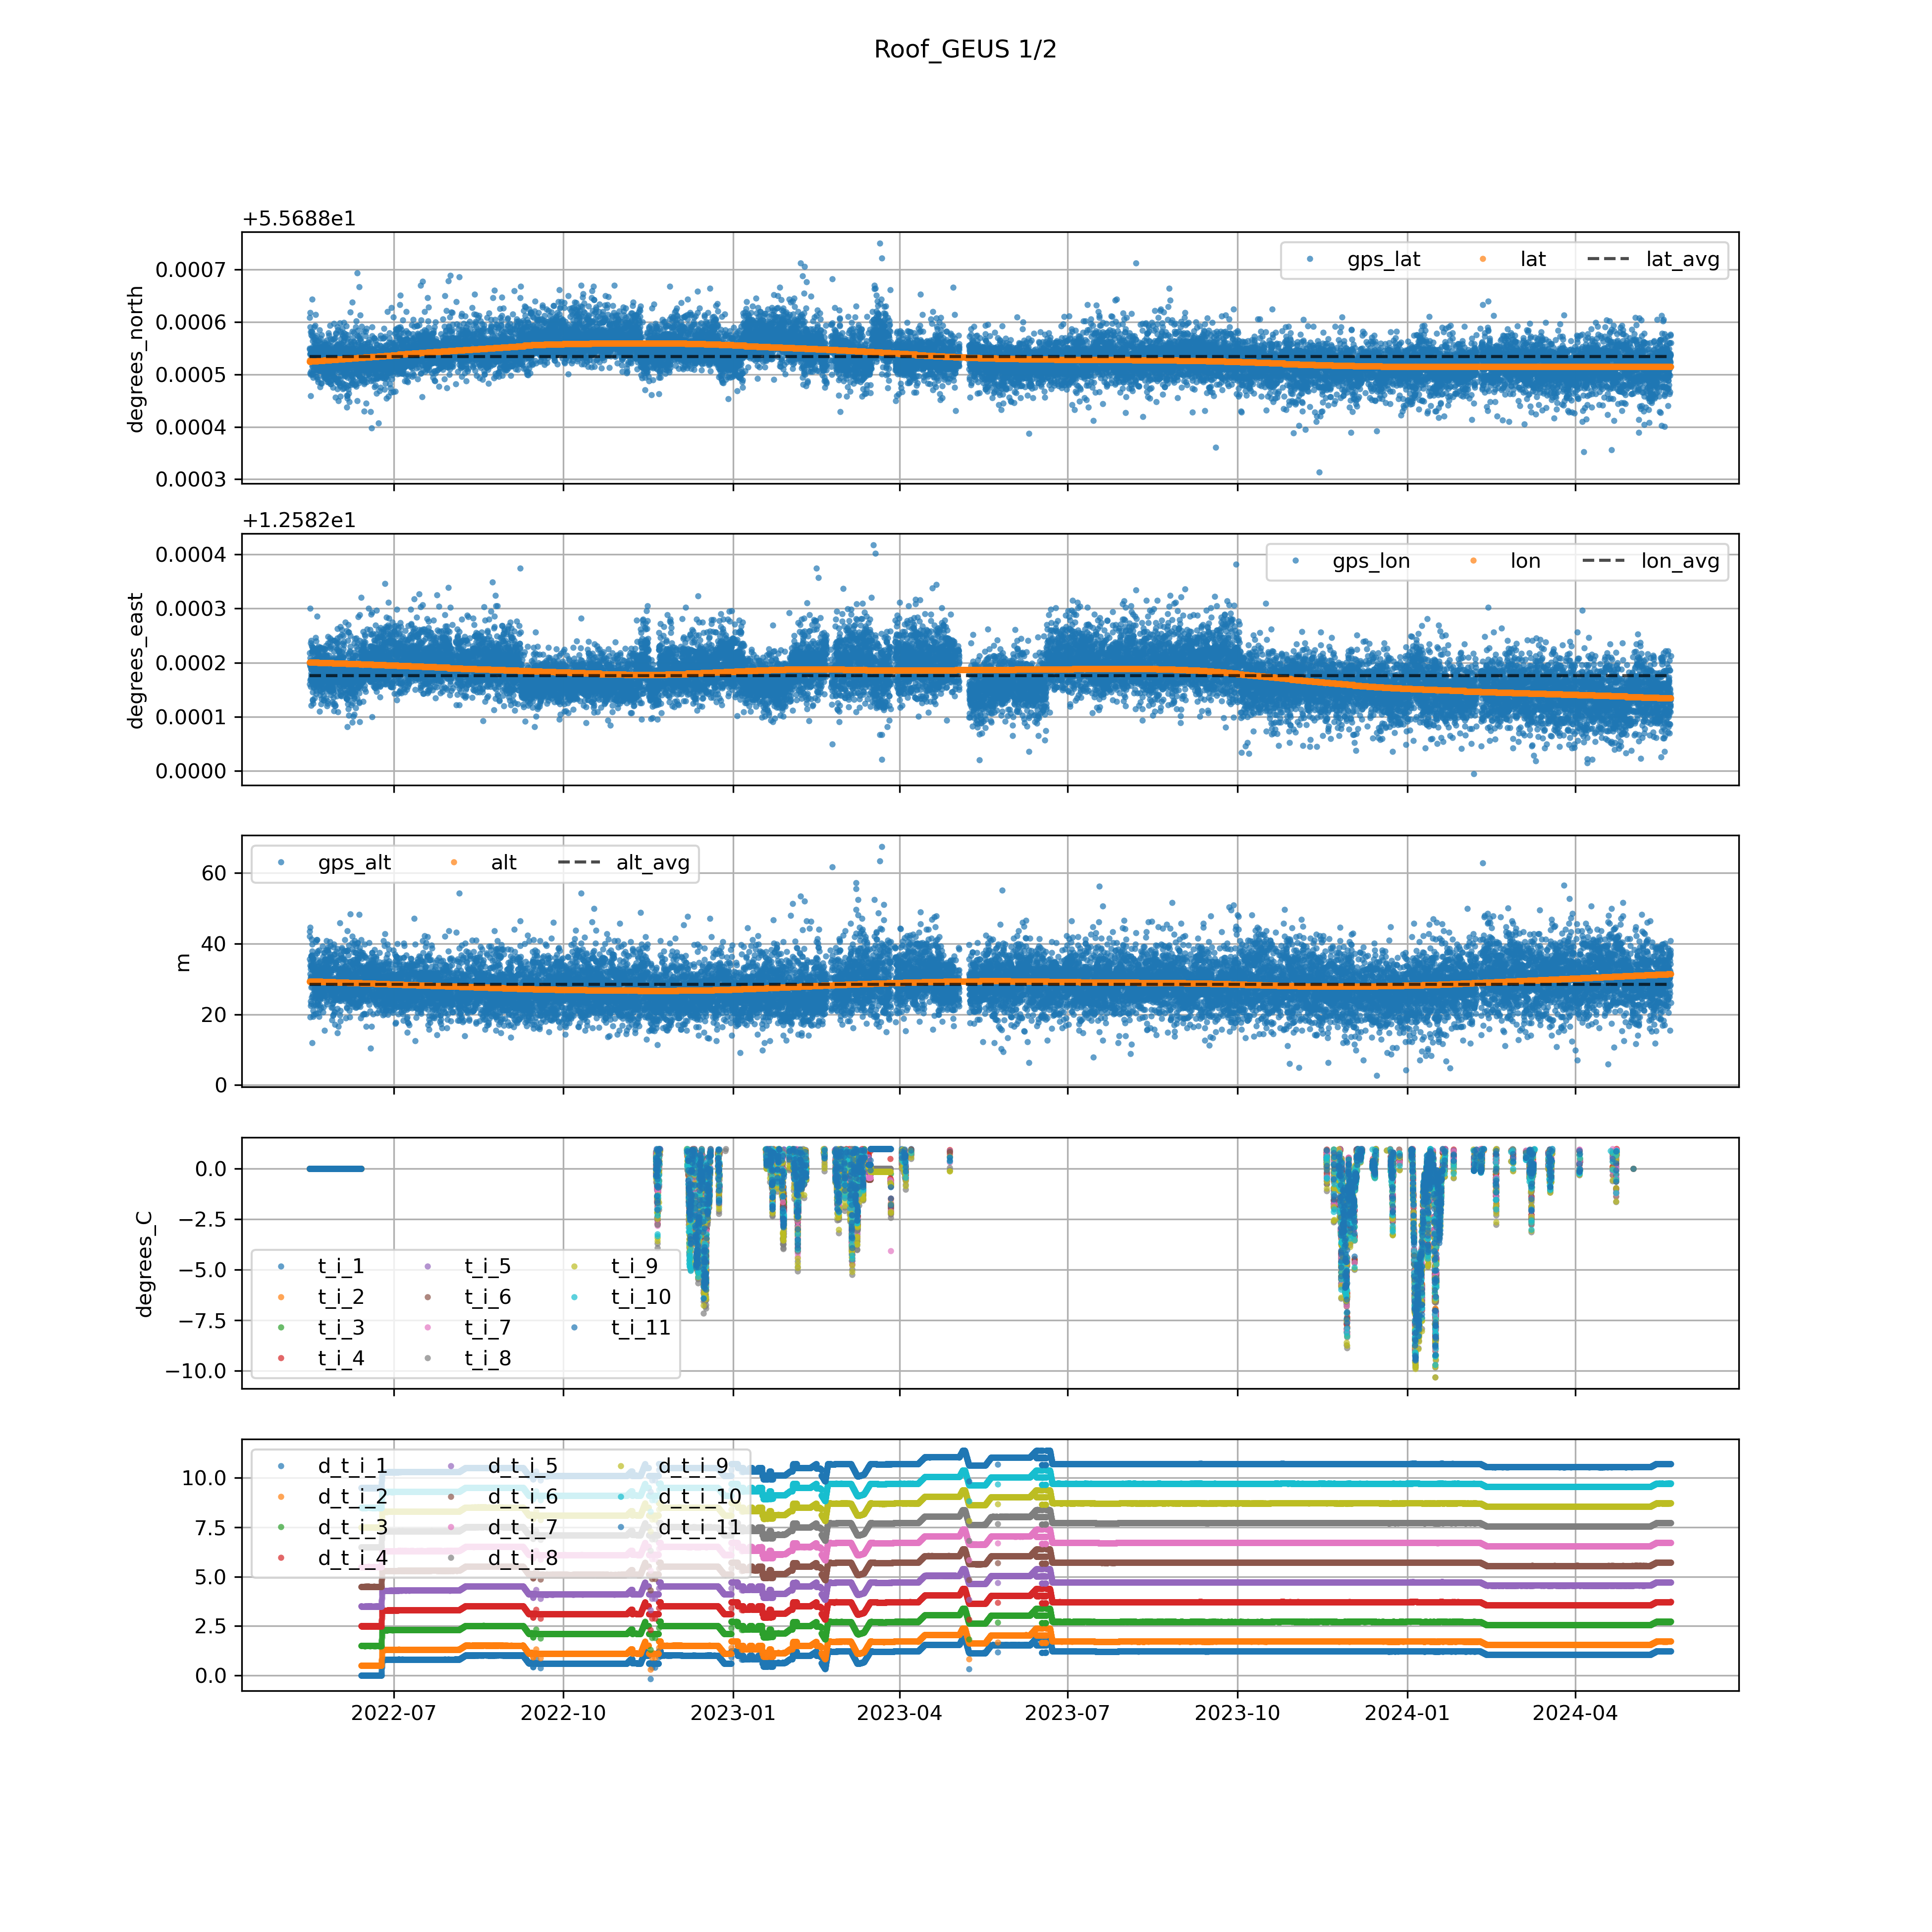 Roof_GEUS 1/2
+5.5688e1
gps_lat lat lat_avg
degrees_north
0.0007
0.0006
0.0005
0.0004
0.0003
+1.2582e1
gps_lon lon lon_avg
degrees_east
0.0004
0.0003
0.0002
0.0001
0.0000
gps_alt alt alt_avg
m
60
40
20
0
degrees_C
0.0
−2.5
−5.0
−7.5
−10.0
t_i_1 t_i_5 t_i_9
t_i_2 t_i_6 t_i_10
t_i_3 t_i_7 t_i_11
t_i_4 t_i_8
10.0
7.5
5.0
2.5
0.0
d_t_i_1 d_t_i_5 d_t_i_9
d_t_i_2 d_t_i_6 d_t_i_10
d_t_i_3 d_t_i_7 d_t_i_11
d_t_i_4 d_t_i_8
2022-07 2022-10 2023-01 2023-04 2023-07 2023-10 2024-01 2024-04